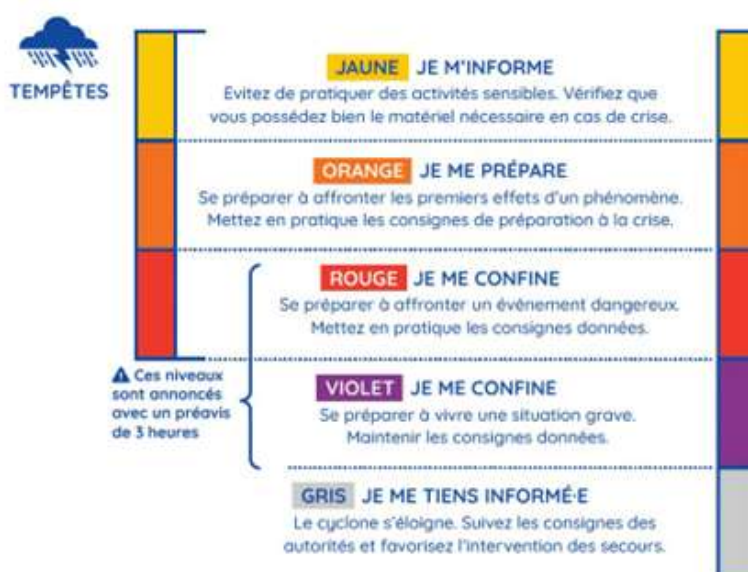 TEMPÊTES
JAUNE JE M'INFORME
Evitez de pratiquer des activités sensibles. Vérifiez que
vous possédez bien le matériel nécessaire en cas de crise.
ORANGE JE ME PRÉPARE
Se préparer à affronter les premiers effets d'un phénomène.
Mettez en pratique les consignes de préparation à la crise.
ROUGE JE ME CONFINE
Se préparer à affronter un événement dangereux.
Mettez en pratique les consignes données.
Ces niveaux
sont annoncés
avec un préavis
de 3 heures
VIOLET JE ME CONFINE
Se préparer à vivre une situation grave.
Maintenir les consignes données.
GRIS JE ME TIENS INFORMÉ·E
Le cyclone s'éloigne. Suivez les consignes des
autorités et favorisez l'intervention des secours.